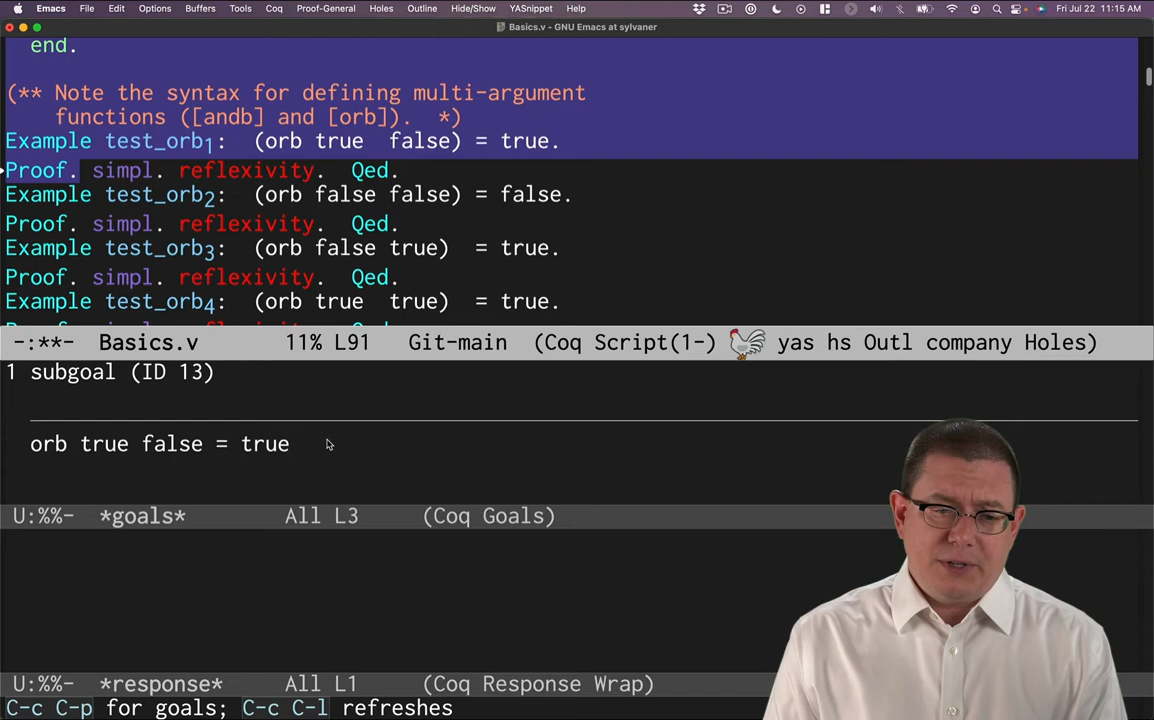 Emacs File Edit Options Buffers Tools Coq Proof-General Holes Outline Hide/Show YASnippet Help Fri Jul 22 11:15 AM
Basics.v - GNU Emacs at sylvaner
end.
(** Note the syntax for defining multi-argument
functions ([andb] and [orb]). *)
Example test_orb1: (orb true false) = true.
Proof. simpl. reflexivity. Qed.
Example test_orb2: (orb false false) = false.
Proof. simpl. reflexivity. Qed.
Example test_orb3: (orb false true) = true.
Proof. simpl. reflexivity. Qed.
Example test_orb4: (orb true true) = true.
-:**- Basics.v 11% L91 Git-main (Coq Script(1-) yas hs Outl company Holes)
1 subgoal (ID 13)
orb true false = true
U:%%- *goals* All L3 (Coq Goals)
U:%%- *response* All L1 (Coq Response Wrap)
C-c C-p for goals; C-c C-l refreshes